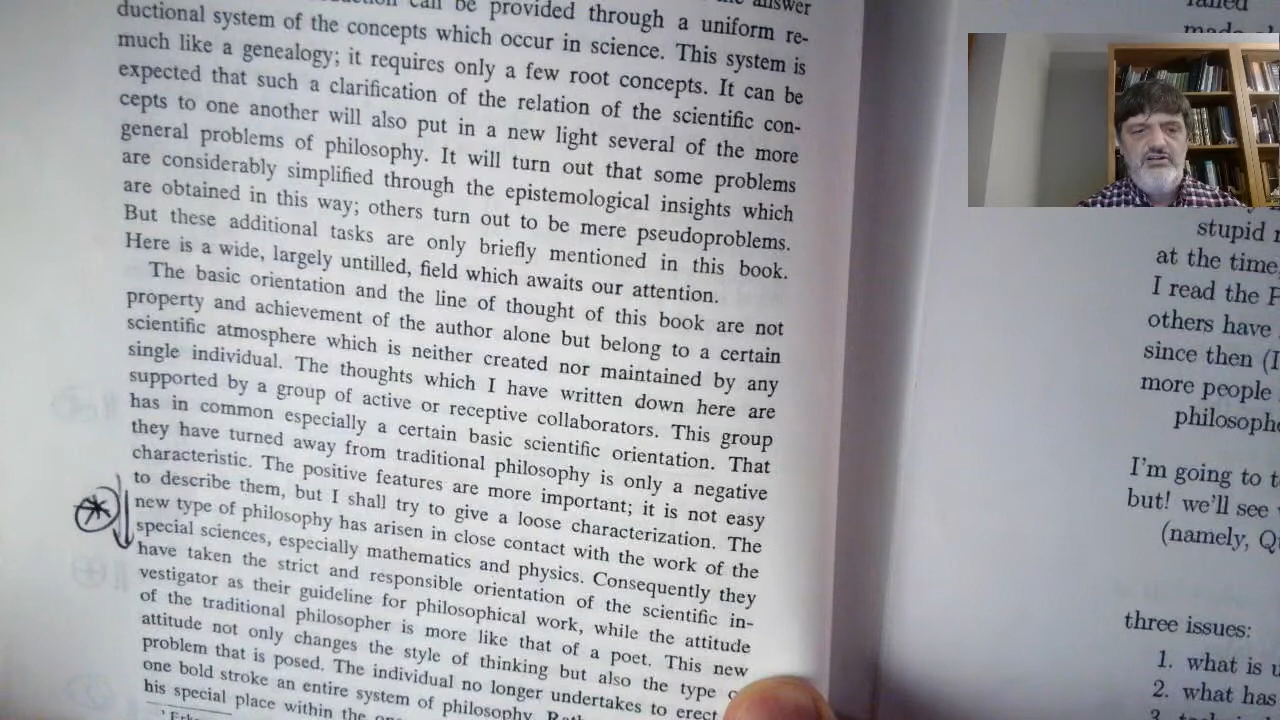 can be provided through a uniform re-
ductional system of the concepts which occur in science. This system is
much like a genealogy; it requires only a few root concepts. It can be
expected that such a clarification of the relation of the scientific con-
cepts to one another will also put in a new light several of the more
general problems of philosophy. It will turn out that some problems
are considerably simplified through the epistemological insights which
are obtained in this way; others turn out to be mere pseudoproblems.
But these additional tasks are only briefly mentioned in this book.
Here is a wide, largely untilled, field which awaits our attention.
The basic orientation and the line of thought of this book are not
property and achievement of the author alone but belong to a certain
scientific atmosphere which is neither created nor maintained by any
single individual. The thoughts which I have written down here are
supported by a group of active or receptive collaborators. This group
has in common especially a certain basic scientific orientation. That
they have turned away from traditional philosophy is only a negative
characteristic. The positive features are more important; it is not easy
to describe them, but I shall try to give a loose characterization. The
new type of philosophy has arisen in close contact with the work of the
special sciences, especially mathematics and physics. Consequently they
have taken the strict and responsible orientation of the scientific in-
vestigator as their guideline for philosophical work, while the attitude
of the traditional philosopher is more like that of a poet. This new
attitude not only changes the style of thinking but also the type
problem that is posed. The individual no longer undertakes to erect
one bold stroke an entire system of philosophy.
his special place within the
stupid
at the time
I read the
others have
since then
more people
I'm going to
but! we'll see
(namely,
three issues:
1. what is
2. what has